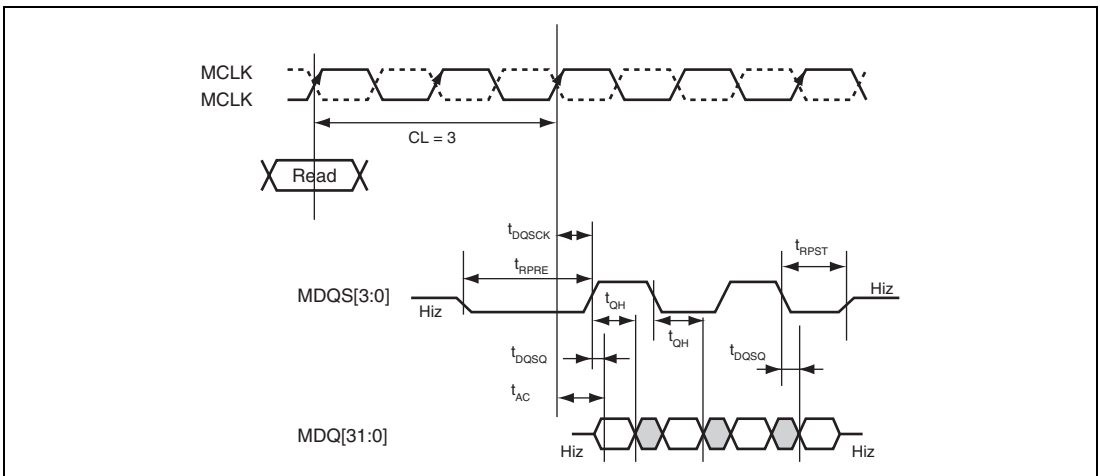 MCLK
MCLK
CL = 3
Read
tDQSCK
tRPRE
tRPST
MDQS[3:0]
Hiz
Hiz
tQH
tQH
tDQSQ
tDQSQ
tAC
MDQ[31:0]
Hiz
Hiz